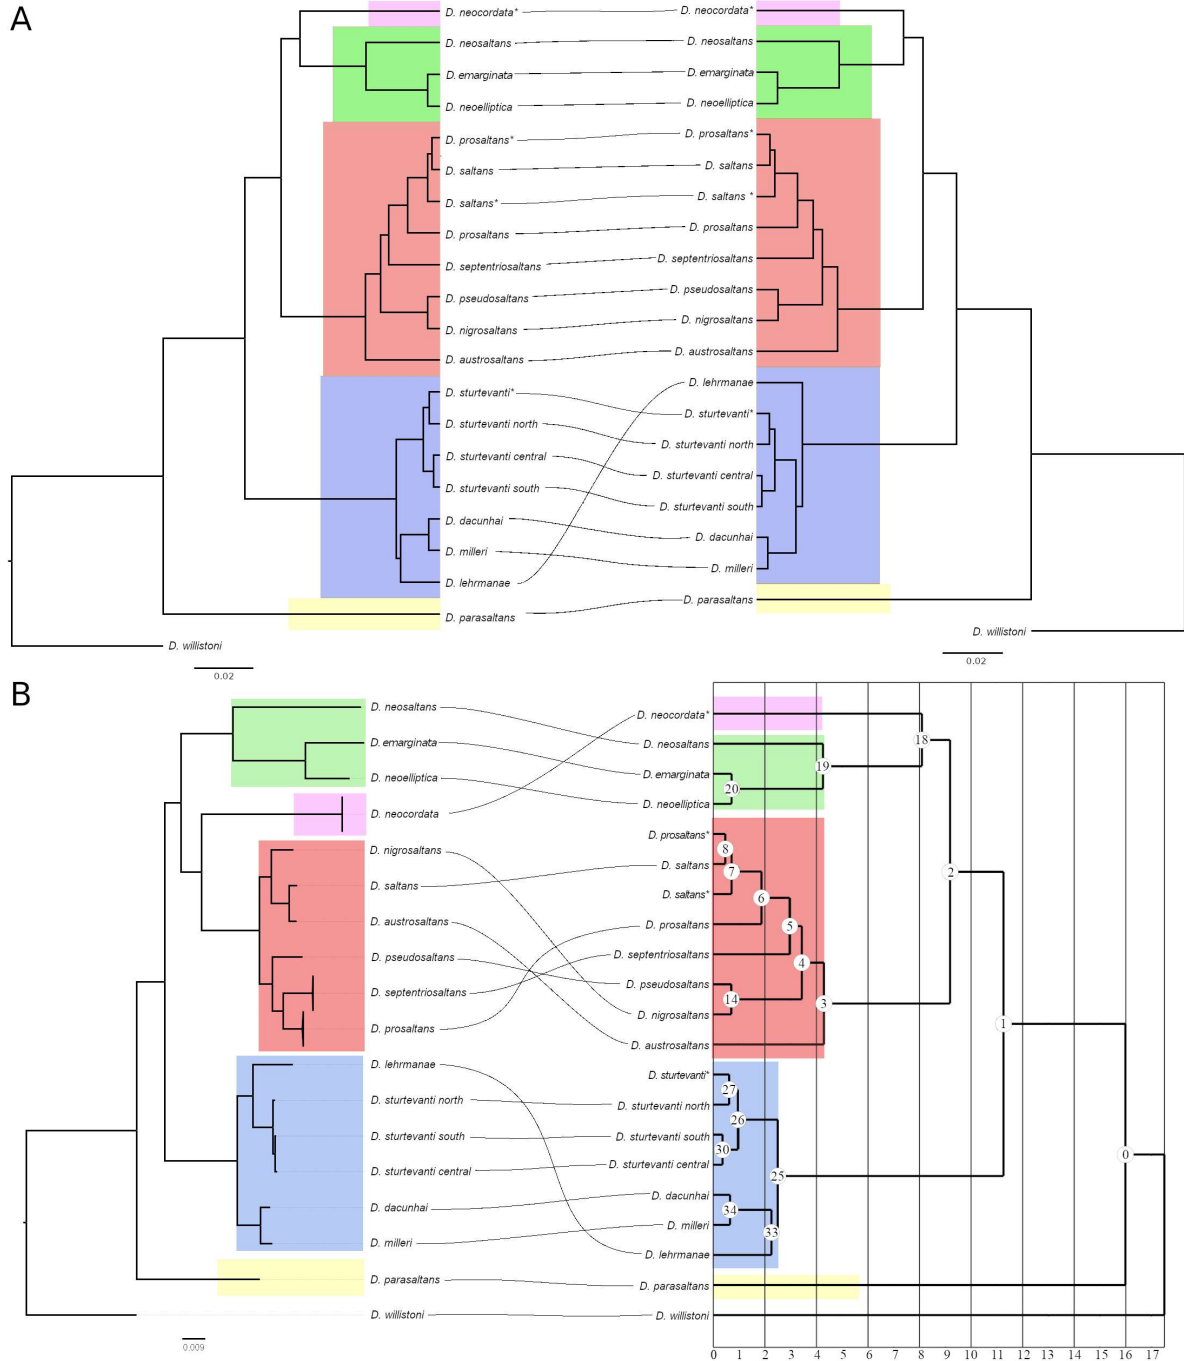 A
D. neocordata*
D. neosaltans
D. emarginata
D. neoelliptica
D. prosaltans*
D. saltans
D. saltans*
D. prosaltans
D. septentriosaltans
D. pseudosaltans
D. nigrosaltans
D. austrosaltans
D. sturtevanti*
D. sturtevanti north
D. sturtevanti central
D. sturtevanti south
D. dacunhai
D. milleri
D. lehrmanae
D. parasaltans
D. willistoni
0.02
D. neocordata*
D. neosaltans
D. emarginata
D. neoelliptica
D. prosaltans*
D. saltans
D. saltans *
D. prosaltans
D. septentriosaltans
D. pseudosaltans
D. nigrosaltans
D. austrosaltans
D. lehrmanae
D. sturtevanti*
D. sturtevanti north
D. sturtevanti central
D. sturtevanti south
D. dacunhai
D. milleri
D. parasaltans
D. willistoni
0.02
B
D. neosaltans
D. emarginata
D. neoelliptica
D. neocordata
D. nigrosaltans
D. saltans
D. austrosaltans
D. pseudosaltans
D. septentriosaltans
D. prosaltans
D. lehrmanae
D. sturtevanti north
D. sturtevanti south
D. sturtevanti central
D. dacunhai
D. milleri
D. parasaltans
D. willistoni
0.009
D. neocordata*
D. neosaltans
D. emarginata
D. neoelliptica
D. prosaltans*
D. saltans
D. saltans*
D. prosaltans
D. septentriosaltans
D. pseudosaltans
D. nigrosaltans
D. austrosaltans
D. sturtevanti*
D. sturtevanti north
D. sturtevanti south
D. sturtevanti central
D. dacunhai
D. milleri
D. lehrmanae
D. parasaltans
D. willistoni
18
19
20
8
7
2
6
5
4
14
3
1
27
26
30
0
25
34
33
0 1 2 3 4 5 6 7 8 9 10 11 12 13 14 15 16 17